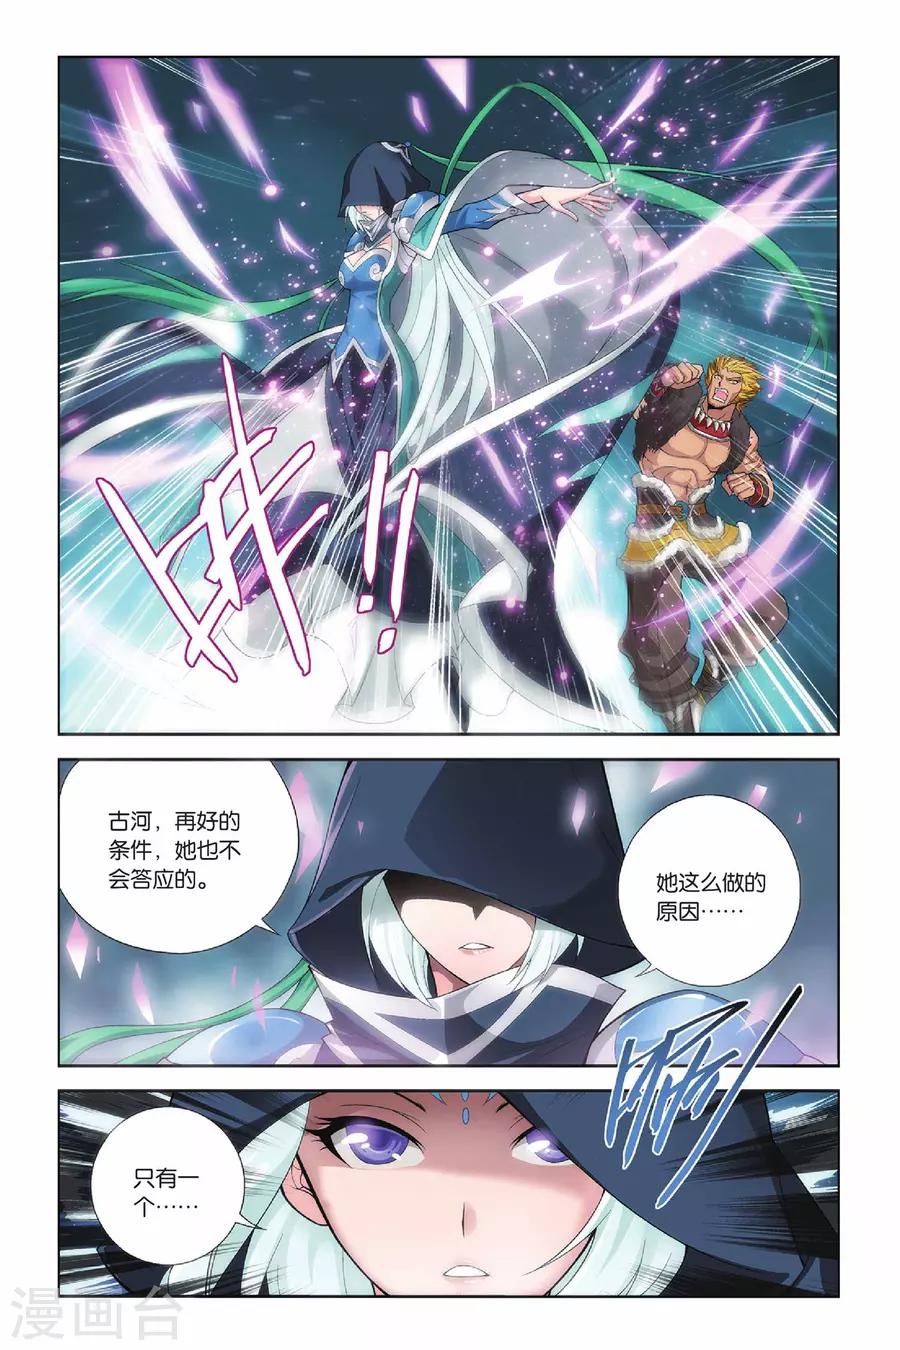 古河，再好的
条件，她也不
会答应的。
她这么做的
原因……
只有一
个……
漫画台